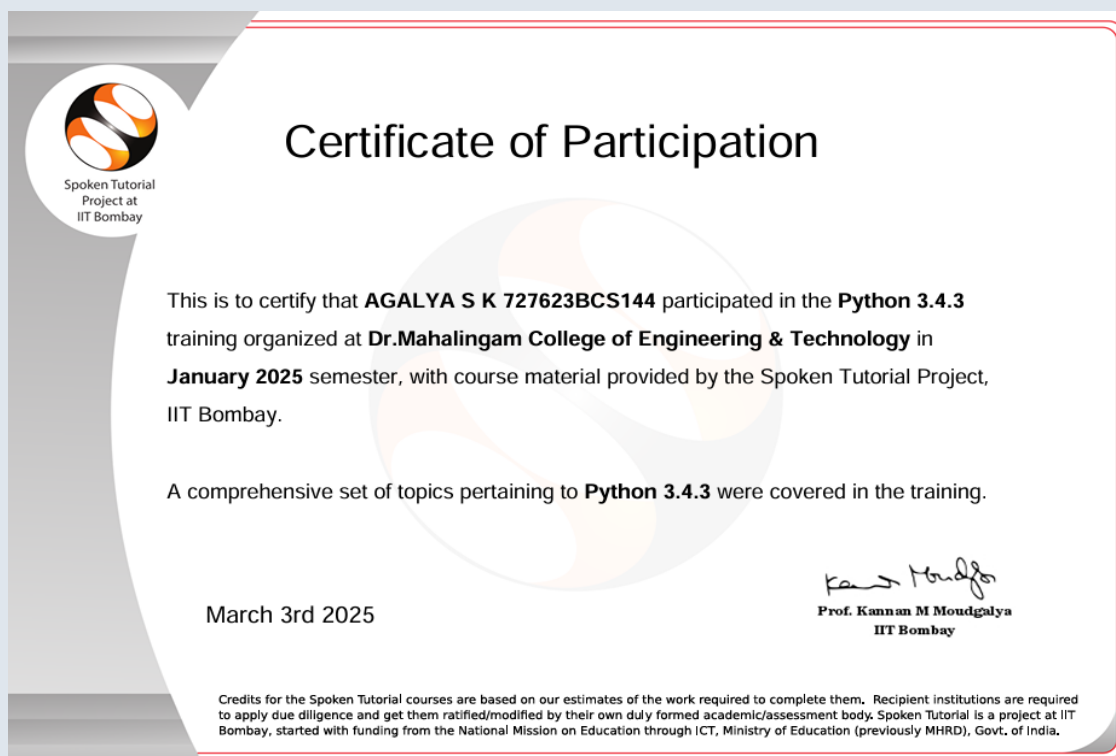 Spoken Tutorial
Project at
IIT Bombay
Certificate of Participation
This is to certify that AGALYA S K 727623BCS144 participated in the Python 3.4.3
training organized at Dr.Mahalingam College of Engineering & Technology in
January 2025 semester, with course material provided by the Spoken Tutorial Project,
IIT Bombay.
A comprehensive set of topics pertaining to Python 3.4.3 were covered in the training.
March 3rd 2025
Prof. Kannan M Moudgalya
IIT Bombay
Credits for the Spoken Tutorial courses are based on our estimates of the work required to complete them. Recipient institutions are required
to apply due diligence and get them ratified/modified by their own duly formed academic/assessment body. Spoken Tutorial is a project at IIT
Bombay, started with funding from the National Mission on Education through ICT, Ministry of Education (previously MHRD), Govt. of India.